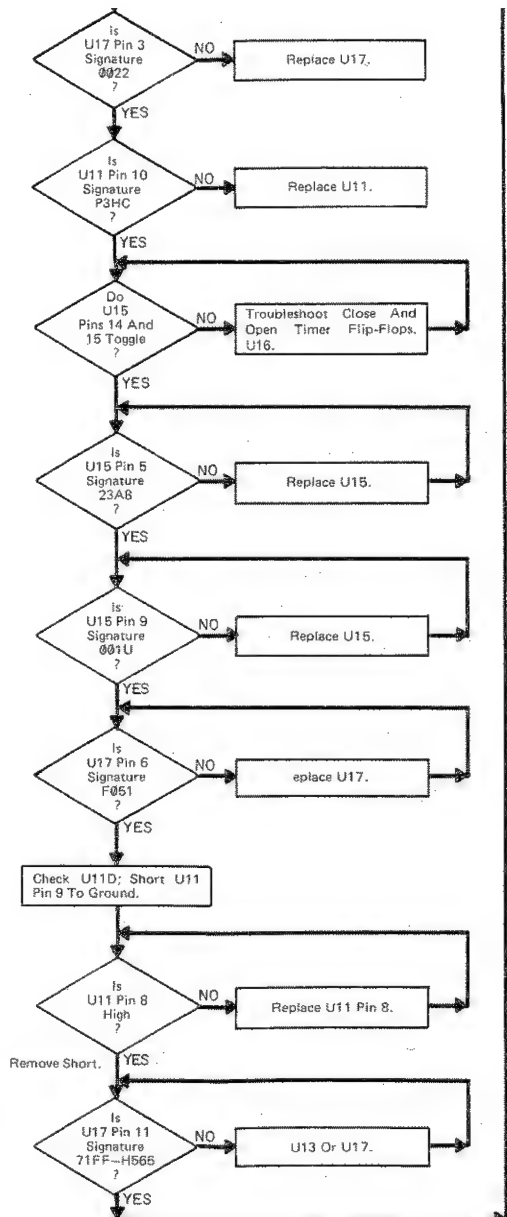 Is
U17 Pin 3
Signature
0022
?
NO
Replace U17.
YES
Is
U11 Pin 10
Signature
P3HC
?
NO
Replace U11.
YES
Do
U15
Pins 14 And
15 Toggle
?
NO
Troubleshoot Close And
Open Timer Flip-Flops.
U16.
YES
Is
U15 Pin 5
Signature
23A8
?
NO
Replace U15.
YES
Is
U15 Pin 9
Signature
001U
?
NO
Replace U15.
YES
Is
U17 Pin 6
Signature
F051
?
NO
eplace U17.
YES
Check U11D; Short U11
Pin 9 To Ground.
Is
U11 Pin 8
High
?
NO
Replace U11 Pin 8.
Remove Short.
YES
Is
U17 Pin 11
Signature
71FF–H565
?
NO
U13 Or U17.
YES